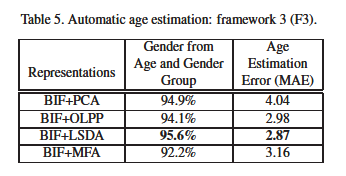 Table 5. Automatic age estimation: framework 3 (F3).
Representations | Gender from Age and Gender Group | Age Estimation Error (MAE)
BIF+PCA | 94.9% | 4.04
BIF+OLPP | 94.1% | 2.98
BIF+LSDA | 95.6% | 2.87
BIF+MFA | 92.2% | 3.16